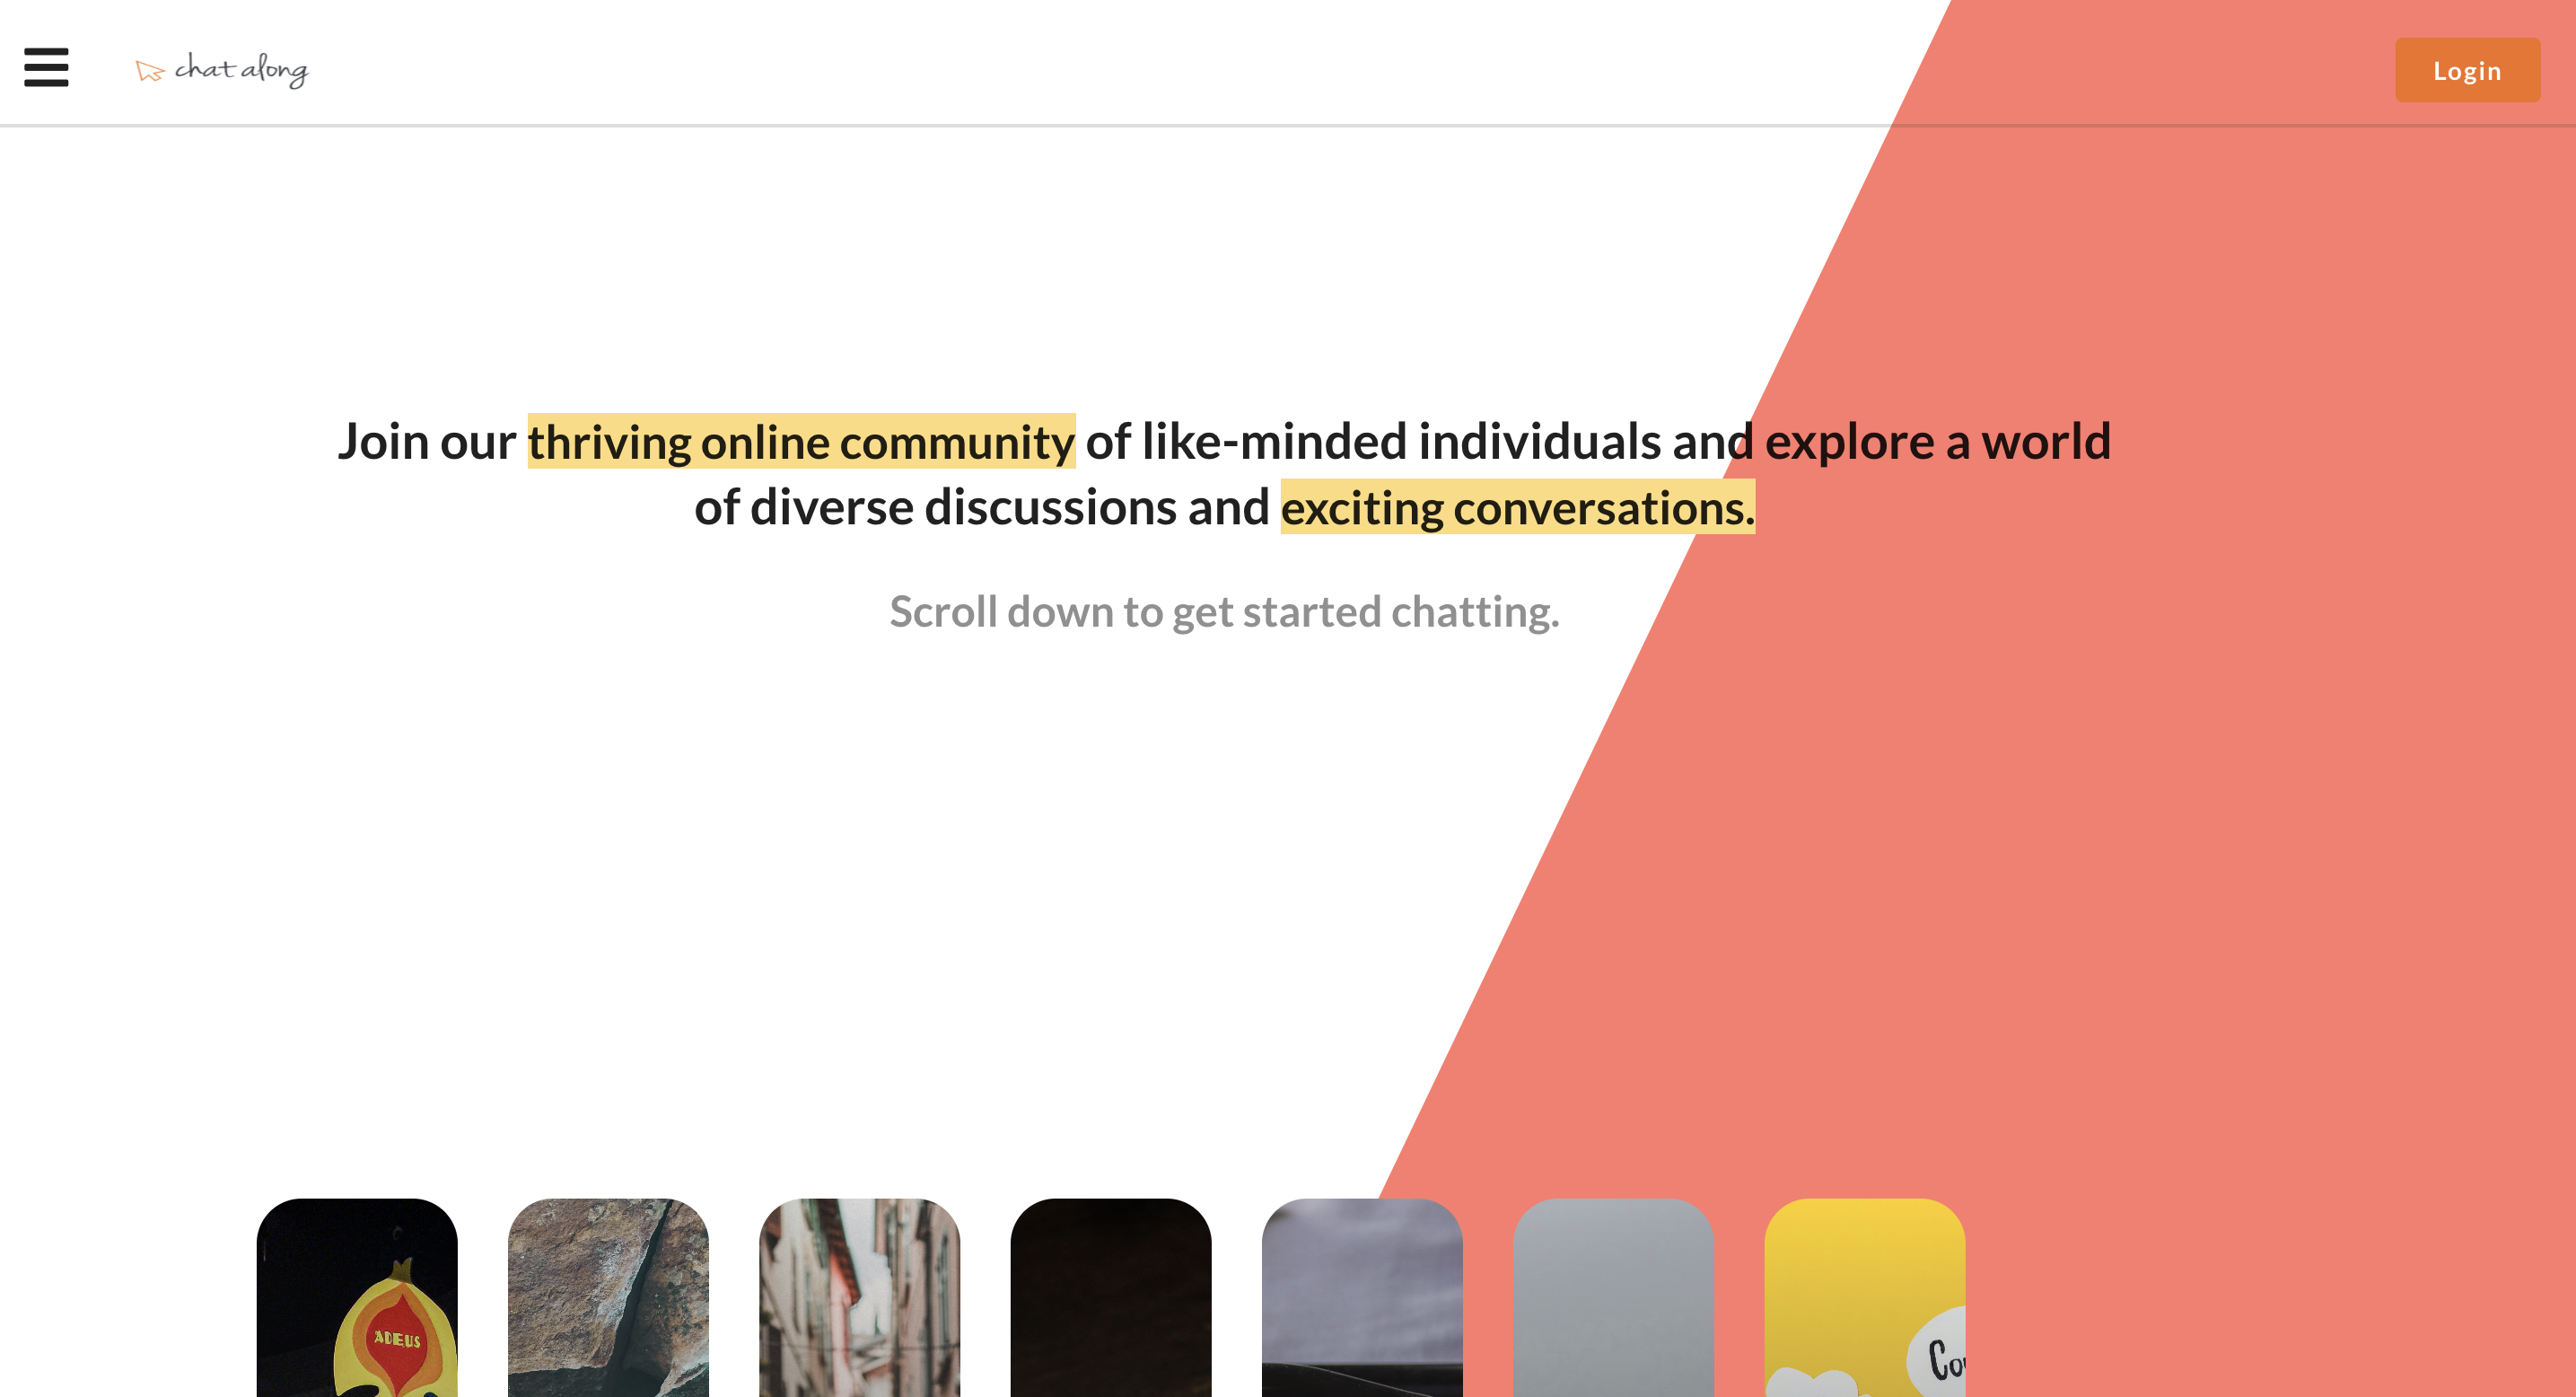 chat along
Login
Join our thriving online community of like-minded individuals and explore a world
of diverse discussions and exciting conversations.
Scroll down to get started chatting.
ADEUS